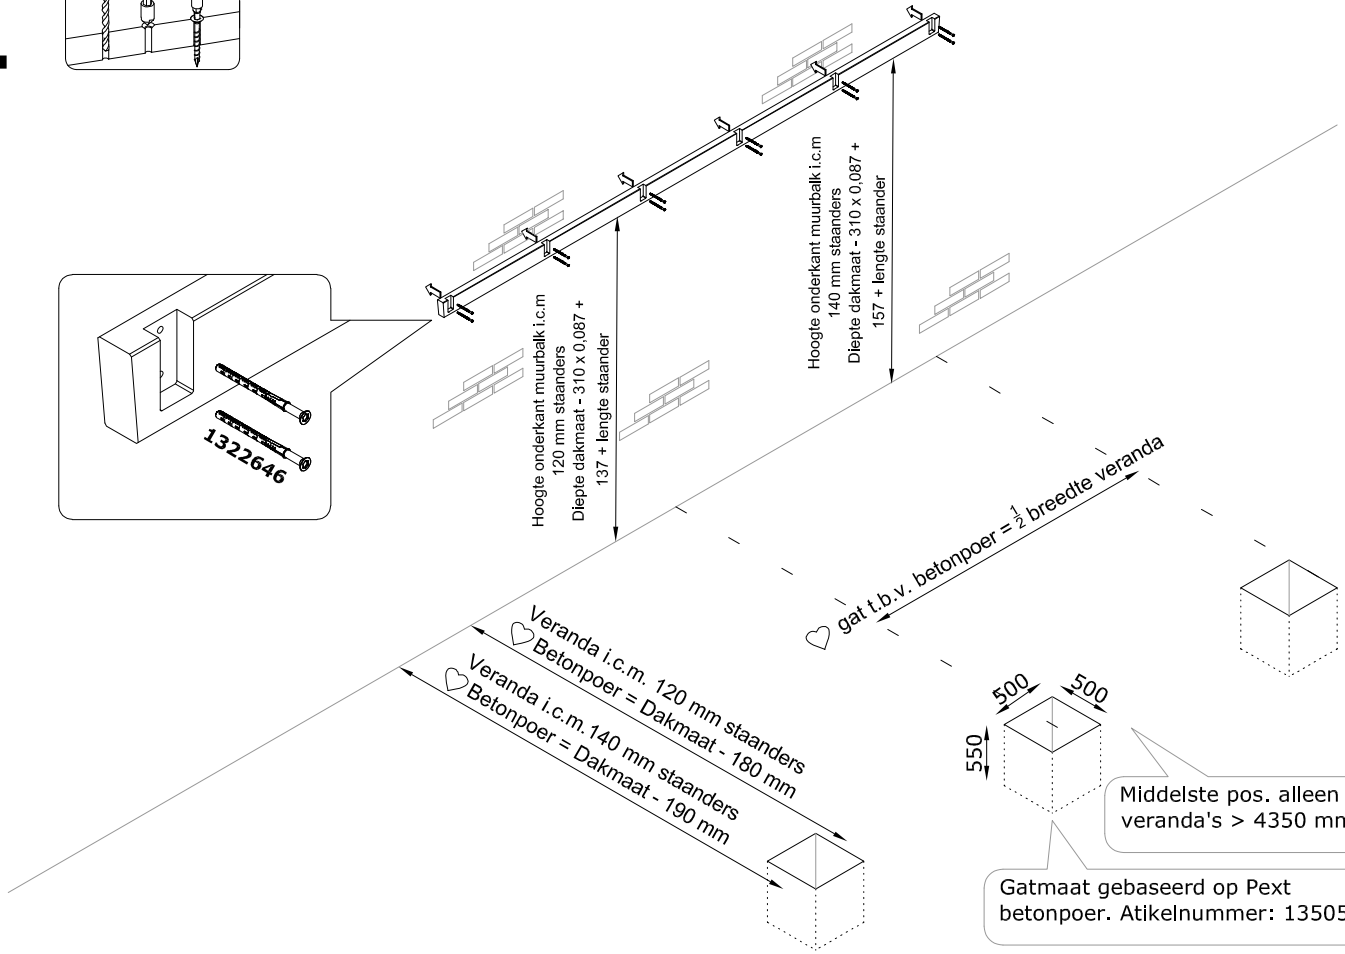 Hoogte onderkant muurbalk i.c.m
140 mm staanders
Diepte dakmaat - 310 x 0,087 +
157 + lengte staander
Hoogte onderkant muurbalk i.c.m
120 mm staanders
Diepte dakmaat - 310 x 0,087 +
137 + lengte staander
1322646
gat t.b.v. betonpoer = 1/2 breedte veranda
Veranda i.c.m. 120 mm staanders
Betonpoer = Dakmaat - 180 mm
Veranda i.c.m.140 mm staanders
Betonpoer = Dakmaat - 190 mm
500
500
550
Middelste pos. alleen
veranda's > 4350
Gatmaat gebaseerd op Pext
betonpoer. Atikelnummer: